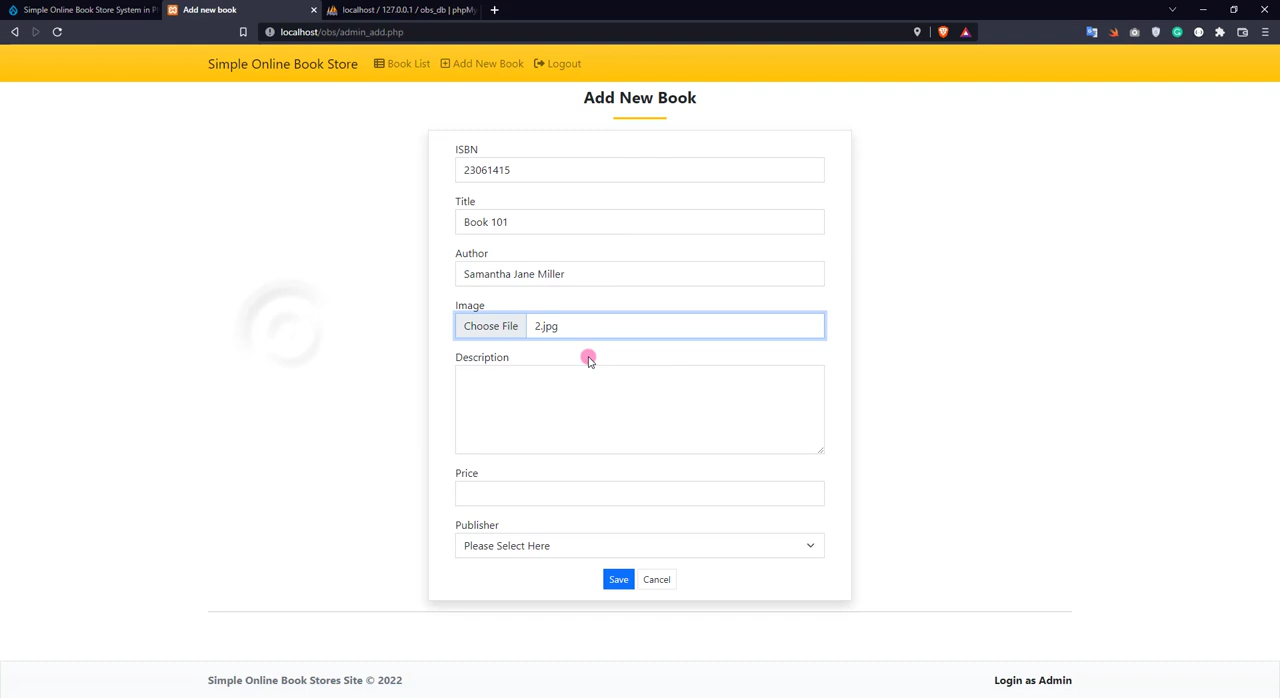 Simple Online Book Store System in P
Add new book
localhost / 127.0.0.1 / obs_db | phpMy
localhost/obs/admin_add.php
Simple Online Book Store
Book List
Add New Book
Logout
Add New Book
ISBN
23061415
Title
Book 101
Author
Samantha Jane Miller
Image
Choose File
2.jpg
Description
Price
Publisher
Please Select Here
Save
Cancel
Simple Online Book Stores Site © 2022
Login as Admin